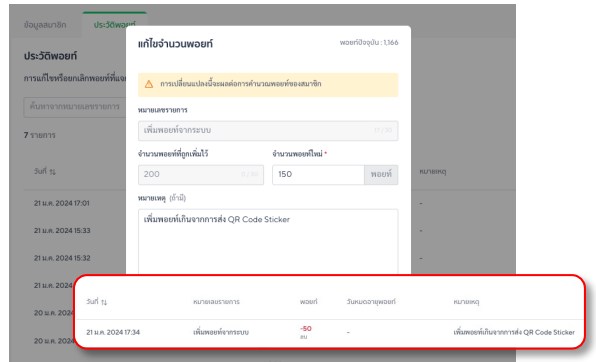 ข้อมูลสมาชิก ประวัติพอยท์
ประวัติพอยท์
การแก้ไขหรือยกเลิกพอยท์ที่แจก
ค้นหาจากหมายเลขรายการ
7 รายการ
วันที่ หมายเหตุ
21 ม.ค. 2024 17:01 -
21 ม.ค. 2024 15:33 -
21 ม.ค. 2024 15:32 -
21 ม.ค. 2024
20 ม.ค. 2024
20 ม.ค. 2024
แก้ไขจำนวนพอยท์ พอยท์ปัจจุบัน : 1,166
การเปลี่ยนแปลงนี้จะมีผลต่อการคำนวณพอยท์ของสมาชิก
หมายเลขรายการ
เพิ่มพอยท์จากระบบ
จำนวนพอยท์ที่ถูกเพิ่มไว้ จำนวนพอยท์ใหม่ *
200 150 พอยท์
หมายเหตุ (ถ้ามี)
เพิ่มพอยท์เกินจากการส่ง QR Code Sticker
วันที่ หมายเลขรายการ พอยท์ วันหมดอายุพอยท์ หมายเหตุ
21 ม.ค. 2024 17:34 เพิ่มพอยท์จากระบบ -50 - เพิ่มพอยท์เกินจากการส่ง QR Code Sticker
ลบ